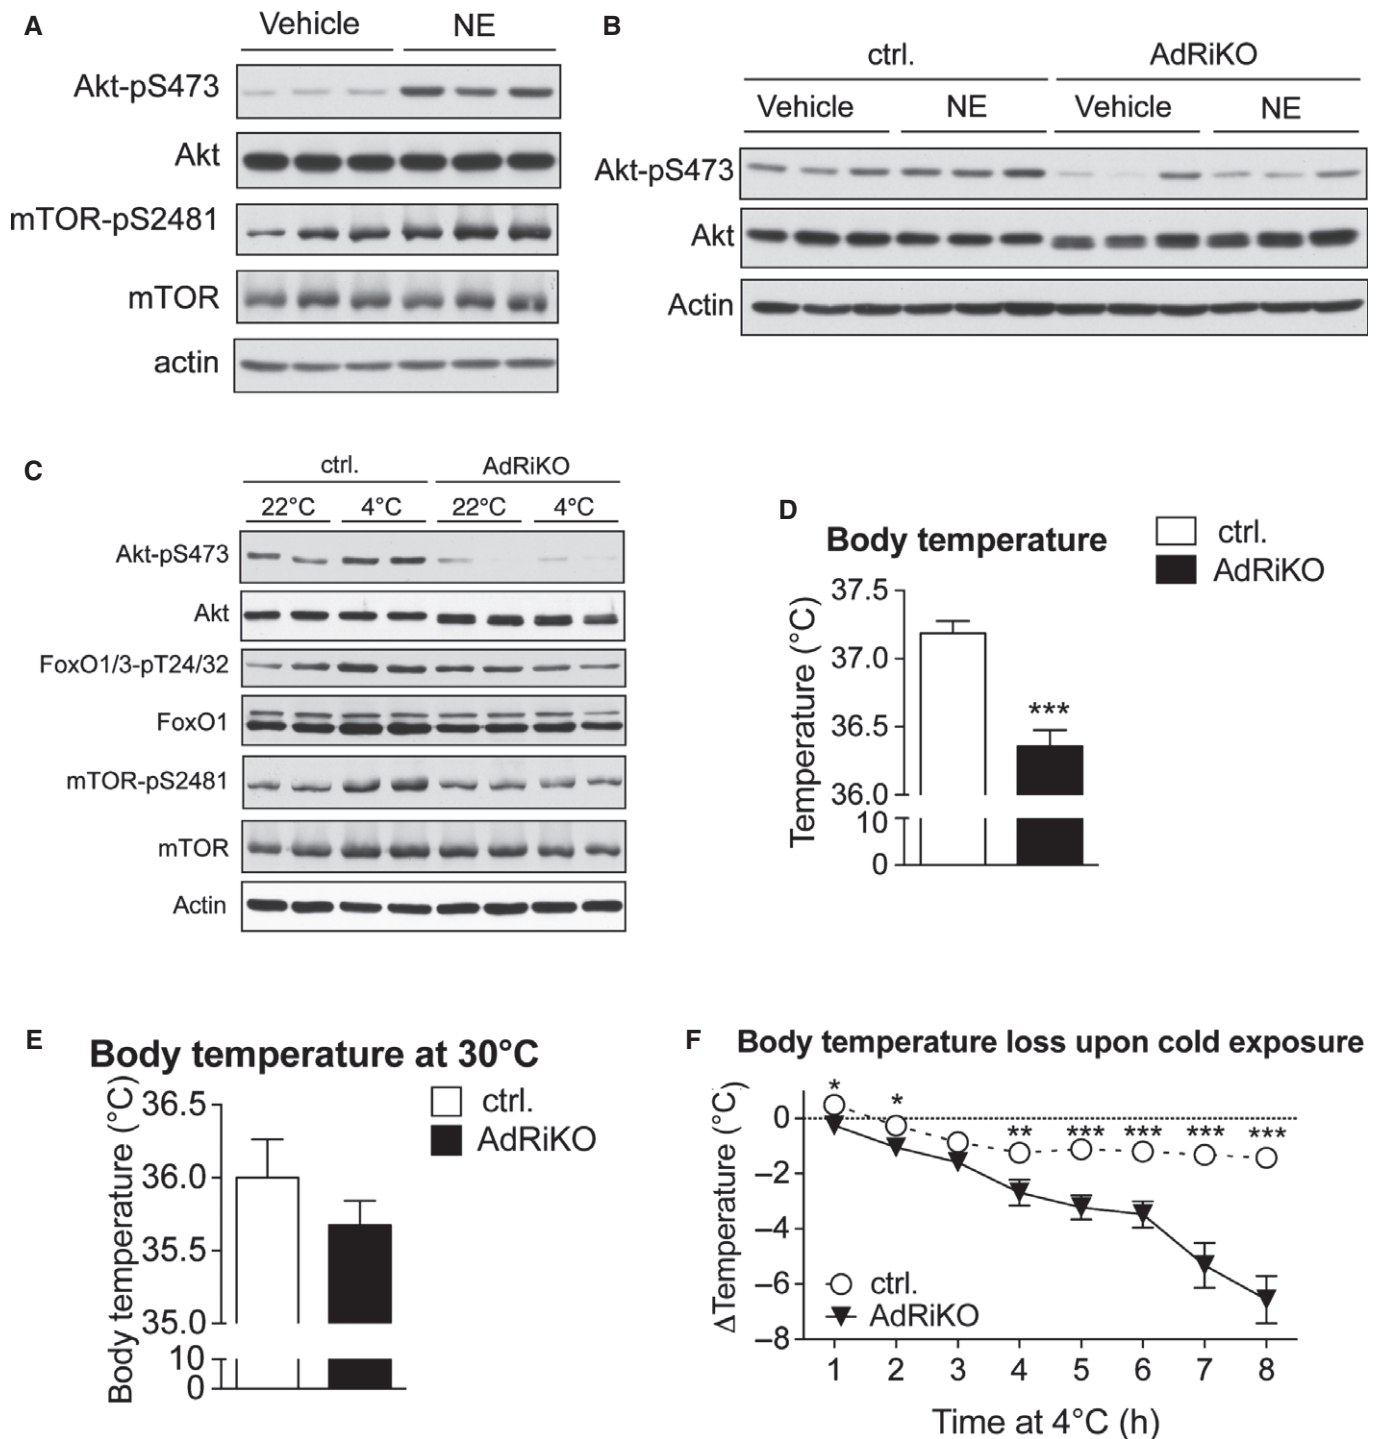 A
Vehicle NE
Akt-pS473
Akt
mTOR-pS2481
mTOR
actin
B
ctrl. AdRiKO
Vehicle NE Vehicle NE
Akt-pS473
Akt
Actin
C
ctrl. AdRiKO
22°C 4°C 22°C 4°C
Akt-pS473
Akt
FoxO1/3-pT24/32
FoxO1
mTOR-pS2481
mTOR
Actin
D
Body temperature
ctrl.
AdRiKO
Temperature (°C)
37.5
37.0
36.5
36.0
10
0
***
E
Body temperature at 30°C
ctrl.
AdRiKO
Body temperature (°C)
36.5
36.0
35.5
35.0
10
0
F
Body temperature loss upon cold exposure
ΔTemperature (°C)
0
–2
–4
–6
–8
* * ** *** *** *** ***
ctrl.
AdRiKO
1 2 3 4 5 6 7 8
Time at 4°C (h)